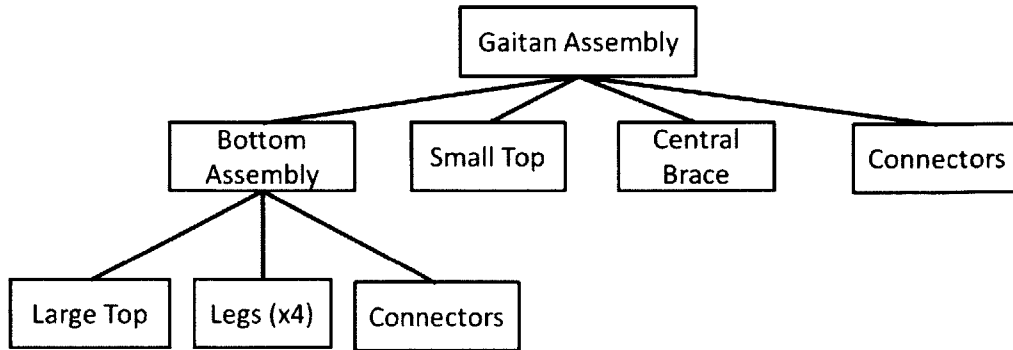 Gaitan Assembly
Bottom
Assembly
Small Top
Central
Brace
Connectors
Large Top
Legs (x4)
Connectors